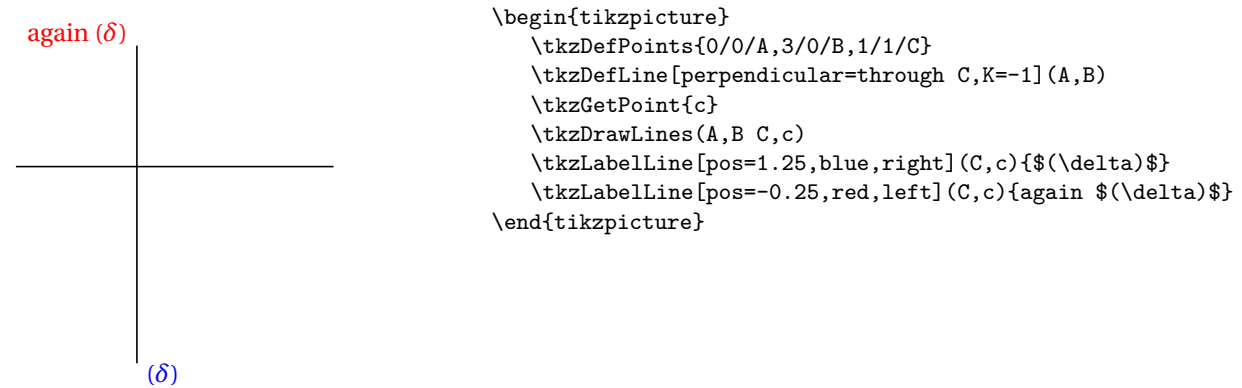 again (δ)
(δ)
\begin{tikzpicture}
   \tkzDefPoints{0/0/A,3/0/B,1/1/C}
   \tkzDefLine[perpendicular=through C,K=-1](A,B)
   \tkzGetPoint{c}
   \tkzDrawLines(A,B C,c)
   \tkzLabelLine[pos=1.25,blue,right](C,c){$(\delta)$}
   \tkzLabelLine[pos=-0.25,red,left](C,c){again $(\delta)$}
\end{tikzpicture}